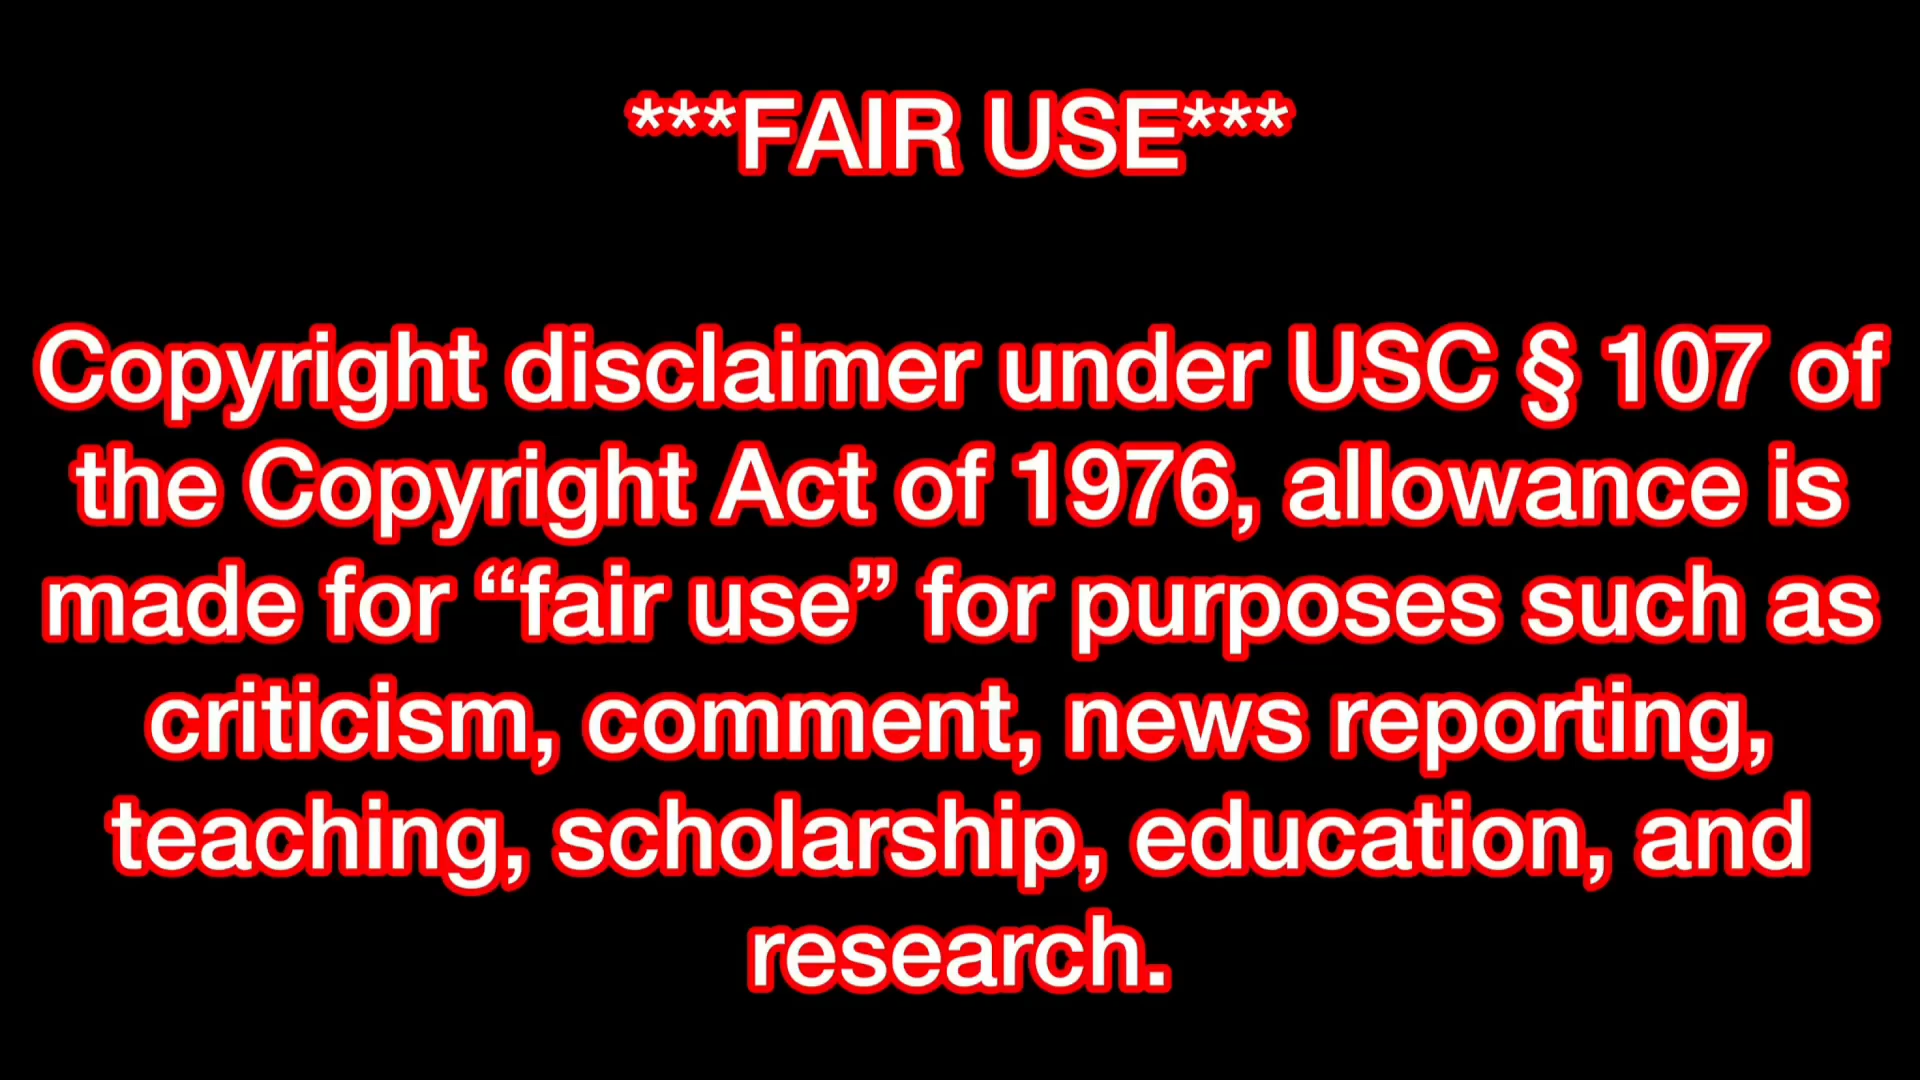 ***FAIR USE***
Copyright disclaimer under USC § 107 of
the Copyright Act of 1976, allowance is
made for “fair use” for purposes such as
criticism, comment, news reporting,
teaching, scholarship, education, and
research.